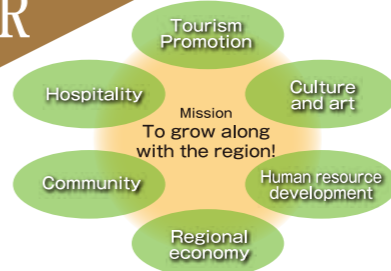 R
Tourism
Promotion
Hospitality
Culture
and art
Mission
To grow along
with the region!
Community
Human resource
development
Regional
economy